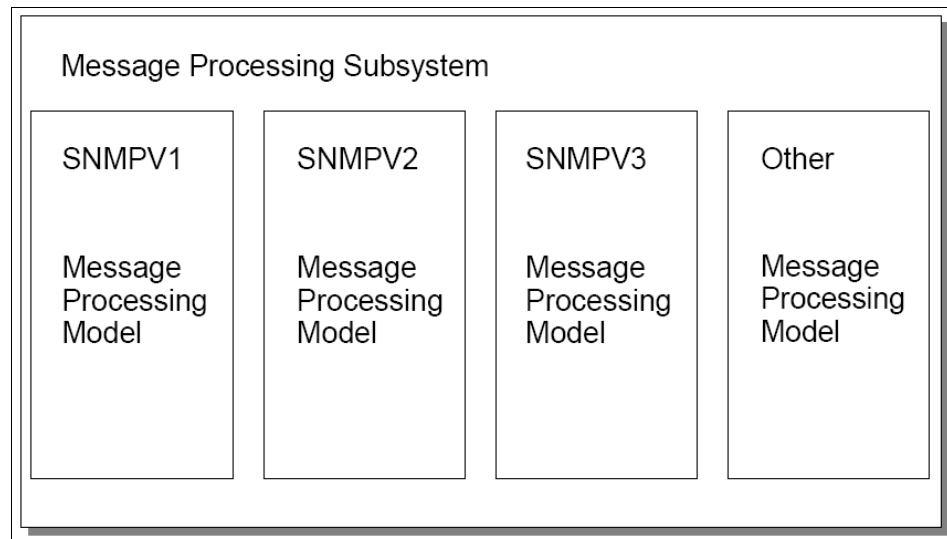 Message Processing Subsystem
SNMPV1
Message
Processing
Model
SNMPV2
Message
Processing
Model
SNMPV3
Message
Processing
Model
Other
Message
Processing
Model